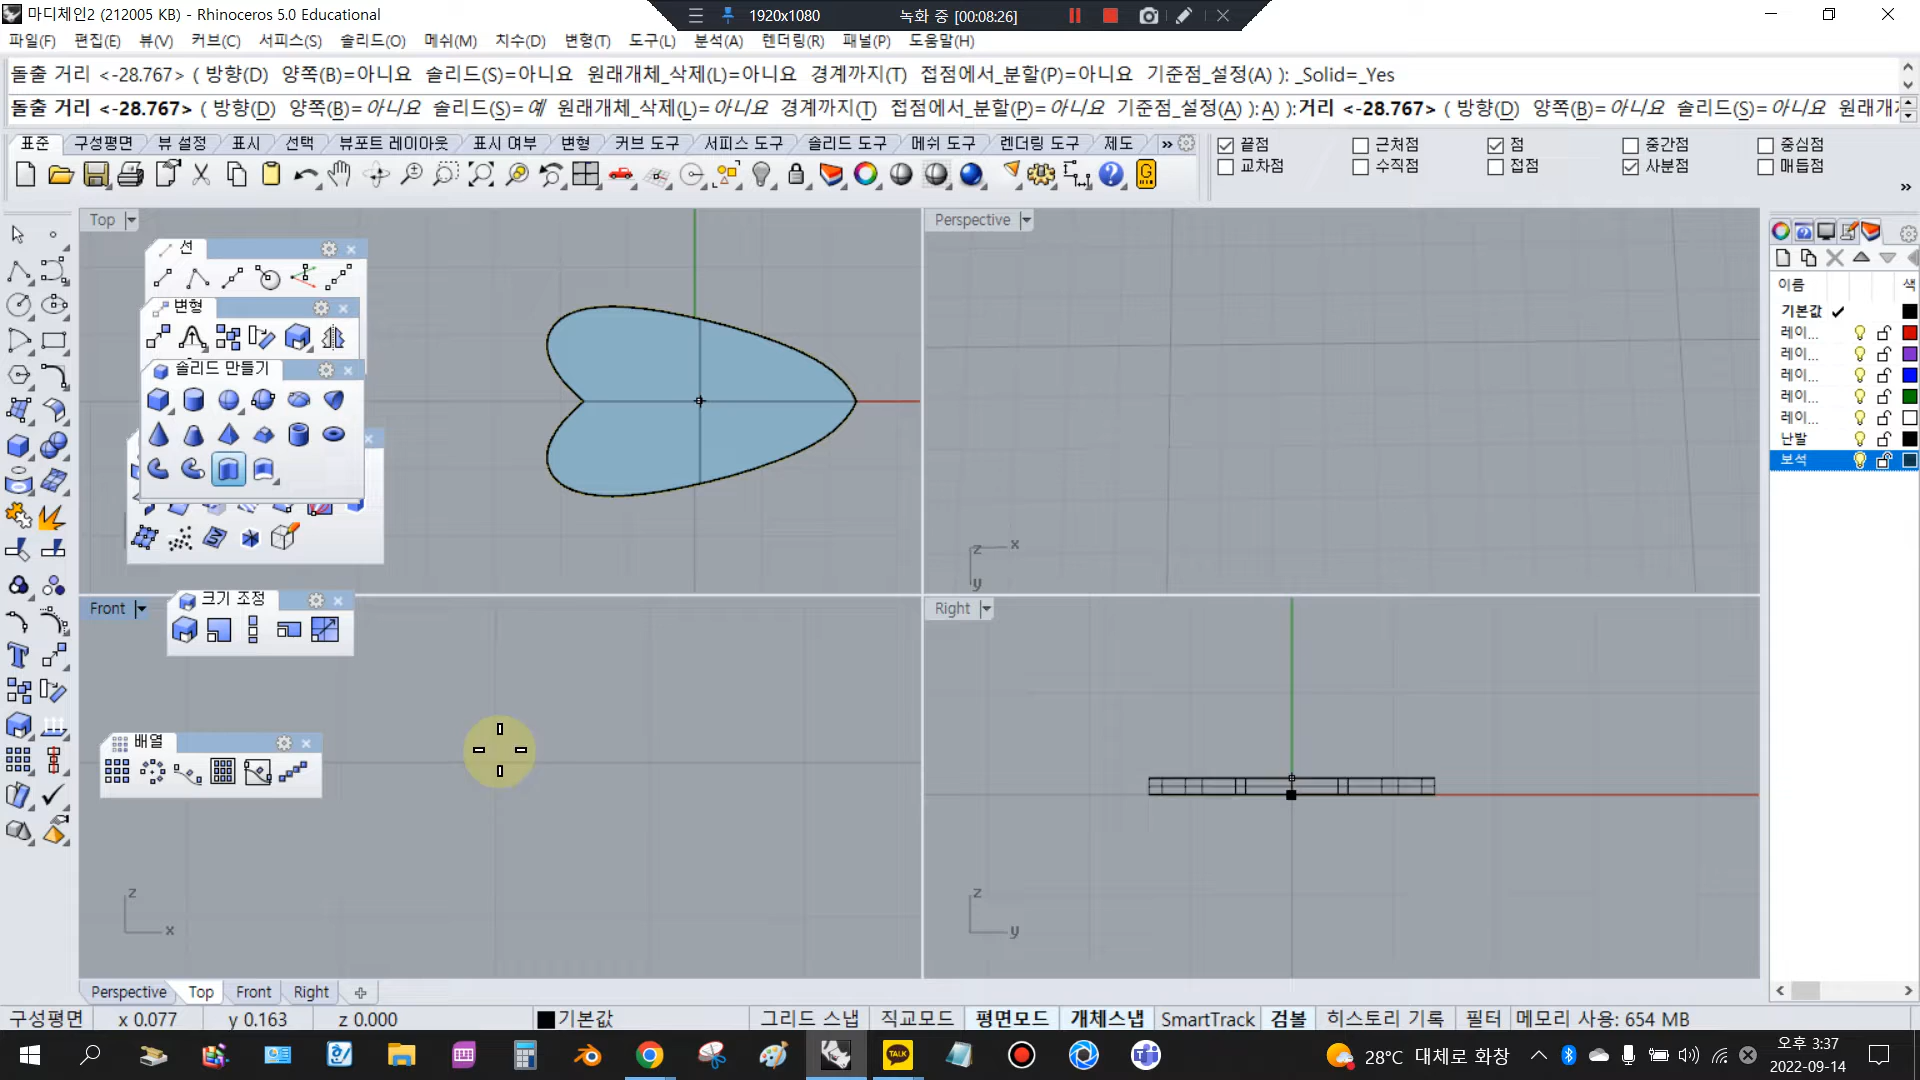 마디체인2 (212005 KB) - Rhinoceros 5.0 Educational
1920x1080
녹화 중 [00:08:26]
파일(F) 편집(E) 뷰(V) 커브(C) 서피스(S) 솔리드(O) 메쉬(M) 치수(D) 변형(T) 도구(L) 분석(A) 렌더링(R) 패널(P) 도움말(H)
돌출 거리 <-28.767> ( 방향(D) 양쪽(B)=아니요 솔리드(S)=아니요 원래개체_삭제(L)=아니요 경계까지(T) 접점에서_분할(P)=아니요 기준점_설정(A) ): _Solid=_Yes
돌출 거리 <-28.767> ( 방향(D) 양쪽(B)=아니요 솔리드(S)=예 원래개체_삭제(L)=아니요 경계까지(T) 접점에서_분할(P)=아니요 기준점_설정(A) ):A) ):거리 <-28.767> ( 방향(D) 양쪽(B)=아니요 솔리드(S)=아니요 원래개
표준 구성평면 뷰 설정 표시 선택 뷰포트 레이아웃 표시 여부 변형 커브 도구 서피스 도구 솔리드 도구 메쉬 도구 렌더링 도구 제도 »
끝점 근처점 점 중간점 중심점
교차점 수직점 접점 사분점 매듭점
Top
Perspective
선
변형
솔리드 만들기
이름 색
기본값
레이...
레이...
레이...
레이...
레이...
난발
보석
z x
y
Front
크기 조정
Right
배열
z
x
z
y
Perspective Top Front Right
구성평면 x 0.077 y 0.163 z 0.000 기본값 그리드 스냅 직교모드 평면모드 개체스냅 SmartTrack 검볼 히스토리 기록 필터 메모리 사용: 654 MB
TALK
28°C 대체로 화창
오후 3:37
2022-09-14